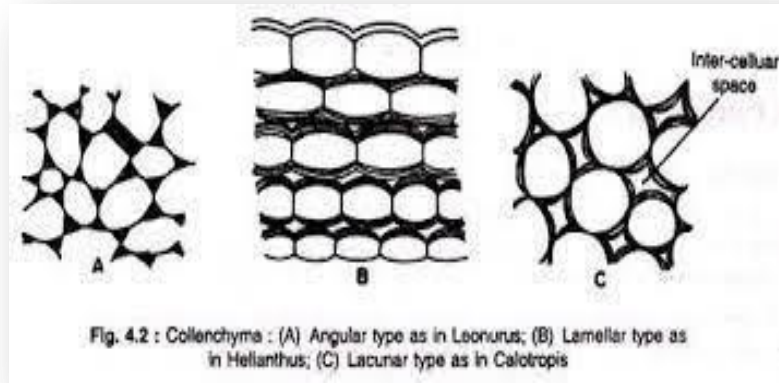 Inter-celluar
space
A
B
C
Fig. 4.2 : Collenchyma : (A) Angular type as in Leonurus; (B) Lamellar type as
in Helianthus; (C) Lacunar type as in Calotropis